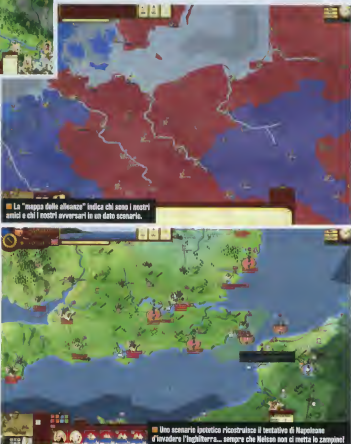 La "mappa delle alleanze" indica chi sono i nostri
amici e chi i nostri avversari in un dato scenario.
Uno scenario ipotetico ricostruisce il tentativo di Napoleone
d'invadere l'Inghilterra... sempre che Nelson non ci metta lo zampino!